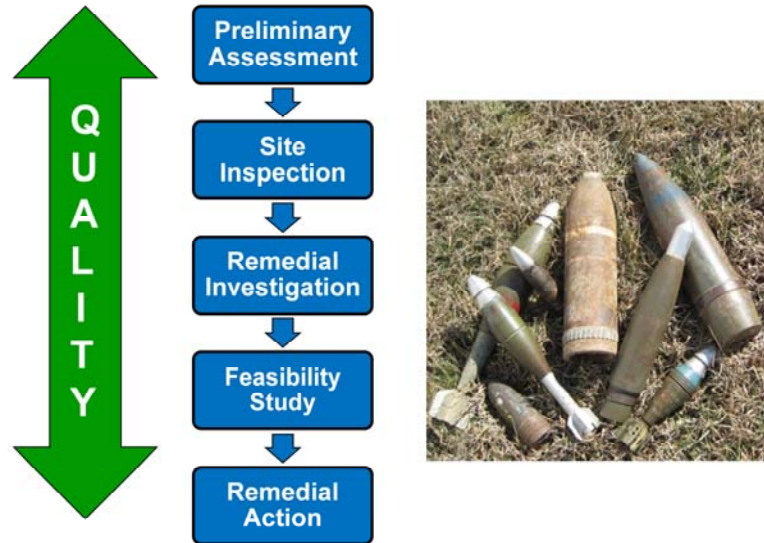 QUALITY
Preliminary
Assessment
Site
Inspection
Remedial
Investigation
Feasibility
Study
Remedial
Action